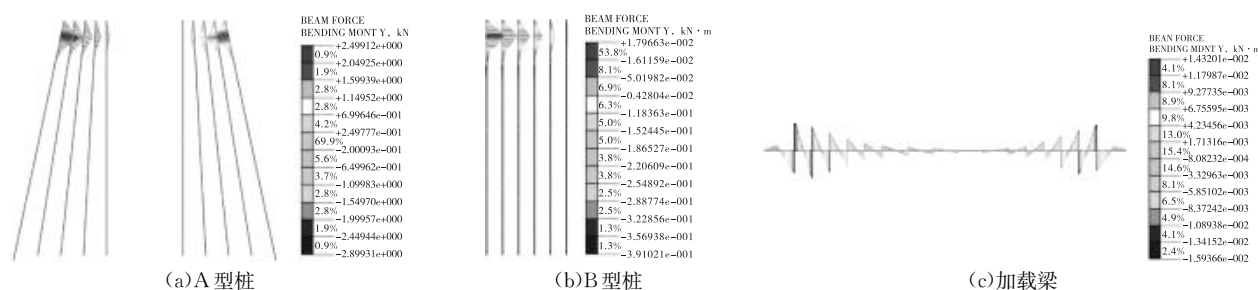 BEAM FORCE
BENDING MONT Y, kN
+2.49912e+000
0.9%
+2.04925e+000
1.9%
+1.59939e+000
2.8%
+1.14952e+000
2.8%
+6.99646e-001
4.2%
+2.49777e-001
69.9%
-2.00093e-001
5.6%
-6.49962e-001
3.7%
-1.09983e+000
2.8%
-1.54970e+000
2.8%
-1.99957e+000
1.9%
-2.44944e+000
0.9%
-2.89931e+000
(a)A型桩
BEAM FORCE
BENDING MONT Y, kN·m
+1.79663e-002
53.8%
-1.61159e-002
8.1%
-5.01982e-002
6.9%
-0.42804e-002
6.3%
-1.18363e-001
5.0%
-1.52445e-001
5.0%
-1.86527e-001
3.8%
-2.20609e-001
3.8%
-2.54892e-001
2.5%
-2.88774e-001
2.5%
-3.22856e-001
1.3%
-3.56938e-001
1.3%
-3.91021e-001
(b)B型桩
BEAN FORCE
BENDING MDNT Y, kN·m
+1.43201e-002
4.1%
+1.17987e-002
8.1%
+9.27735e-003
8.9%
+6.75595e-003
9.8%
+4.23456e-003
13.0%
+1.71316e-003
15.4%
-8.08232e-004
14.6%
-3.32963e-003
8.1%
-5.85102e-003
6.5%
-8.37242e-003
4.9%
-1.08938e-002
4.1%
-1.34152e-002
2.4%
-1.59366e-002
(c)加载梁